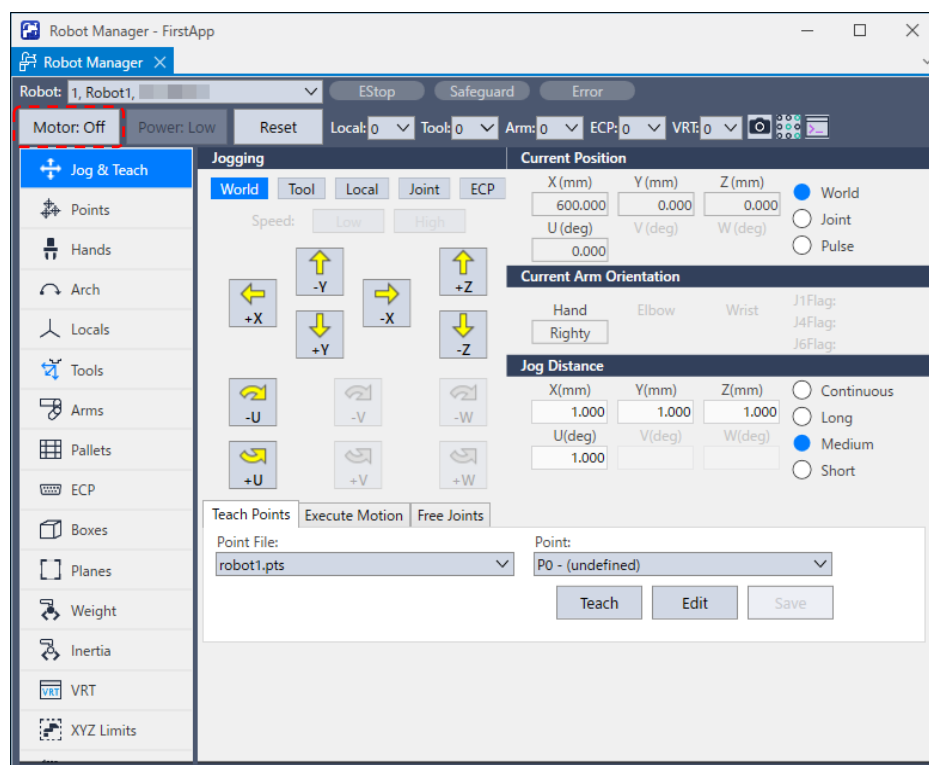 Robot Manager - FirstApp
Robot Manager
Robot: 1, Robot1, EStop Safeguard Error
Motor: Off Power: Low Reset Local: 0 Tool: 0 Arm: 0 ECP: 0 VRT: 0
Jog & Teach
Points
Hands
Arch
Locals
Tools
Arms
Pallets
ECP
Boxes
Planes
Weight
Inertia
VRT VRT
XYZ Limits
Jogging
World Tool Local Joint ECP
Speed: Low High
-Y +Z
+X -X
+Y -Z
-U -V -W
+U +V +W
Current Position
X (mm) Y (mm) Z (mm)
600.000 0.000 0.000
U (deg) V (deg) W (deg)
0.000
World
Joint
Pulse
Current Arm Orientation
Hand Elbow Wrist
Righty
J1Flag:
J4Flag:
J6Flag:
Jog Distance
X(mm) Y(mm) Z(mm)
1.000 1.000 1.000
U(deg) V(deg) W(deg)
1.000
Continuous
Long
Medium
Short
Teach Points Execute Motion Free Joints
Point File: Point:
robot1.pts P0 - (undefined)
Teach Edit Save